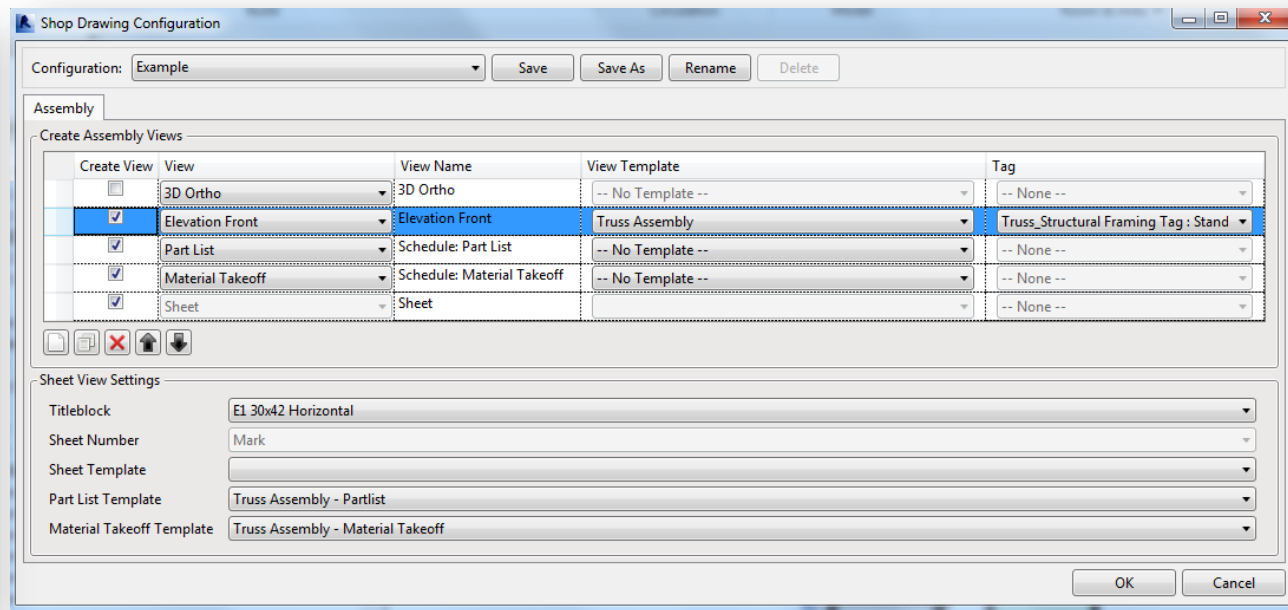 Shop Drawing Configuration
Configuration: Example Save Save As Rename Delete
Assembly
Create Assembly Views
Create View View View Name View Template Tag
3D Ortho 3D Ortho -- No Template -- -- None --
Elevation Front Elevation Front Truss Assembly Truss_Structural Framing Tag : Stand
Part List Schedule: Part List -- No Template -- -- None --
Material Takeoff Schedule: Material Takeoff -- No Template -- -- None --
Sheet Sheet -- None --
Sheet View Settings
Titleblock E1 30x42 Horizontal
Sheet Number Mark
Sheet Template
Part List Template Truss Assembly - Partlist
Material Takeoff Template Truss Assembly - Material Takeoff
OK Cancel